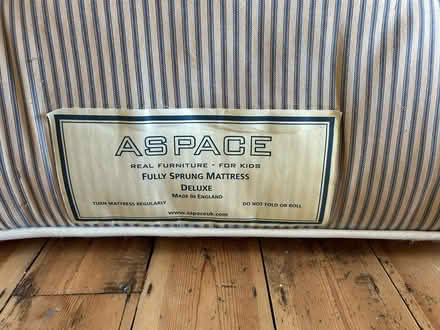 ASPACE
REAL FURNITURE - FOR KIDS
FULLY SPRUNG MATTRESS
DELUXE
MADE IN ENGLAND
TURN MATTRESS REGULARLY DO NOT FOLD OR ROLL
www.aspaceuk.com